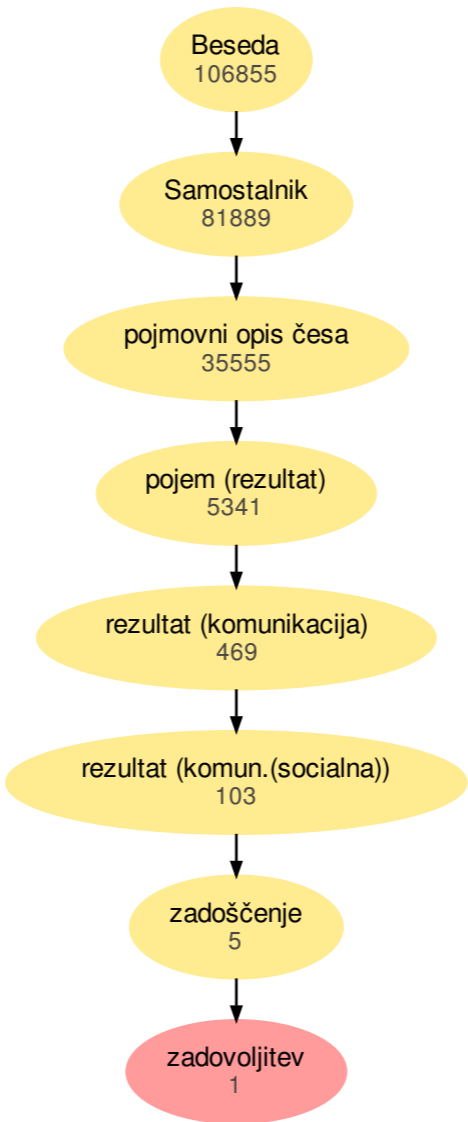 Beseda
106855
Samostalnik
81889
pojmovni opis česa
35555
pojem (rezultat)
5341
rezultat (komunikacija)
469
rezultat (komun.(socialna))
103
zadoščenje
5
zadovoljitev
1